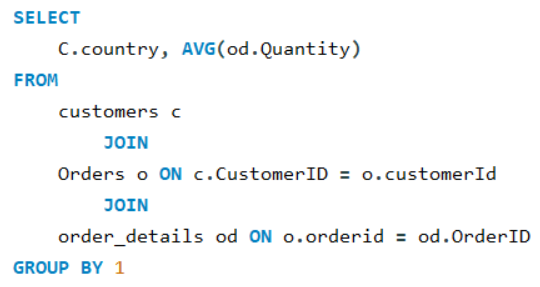 SELECT
C.country, AVG(od.Quantity)
FROM
customers c
JOIN
Orders o ON c.CustomerID = o.customerId
JOIN
order_details od ON o.orderid = od.OrderID
GROUP BY 1